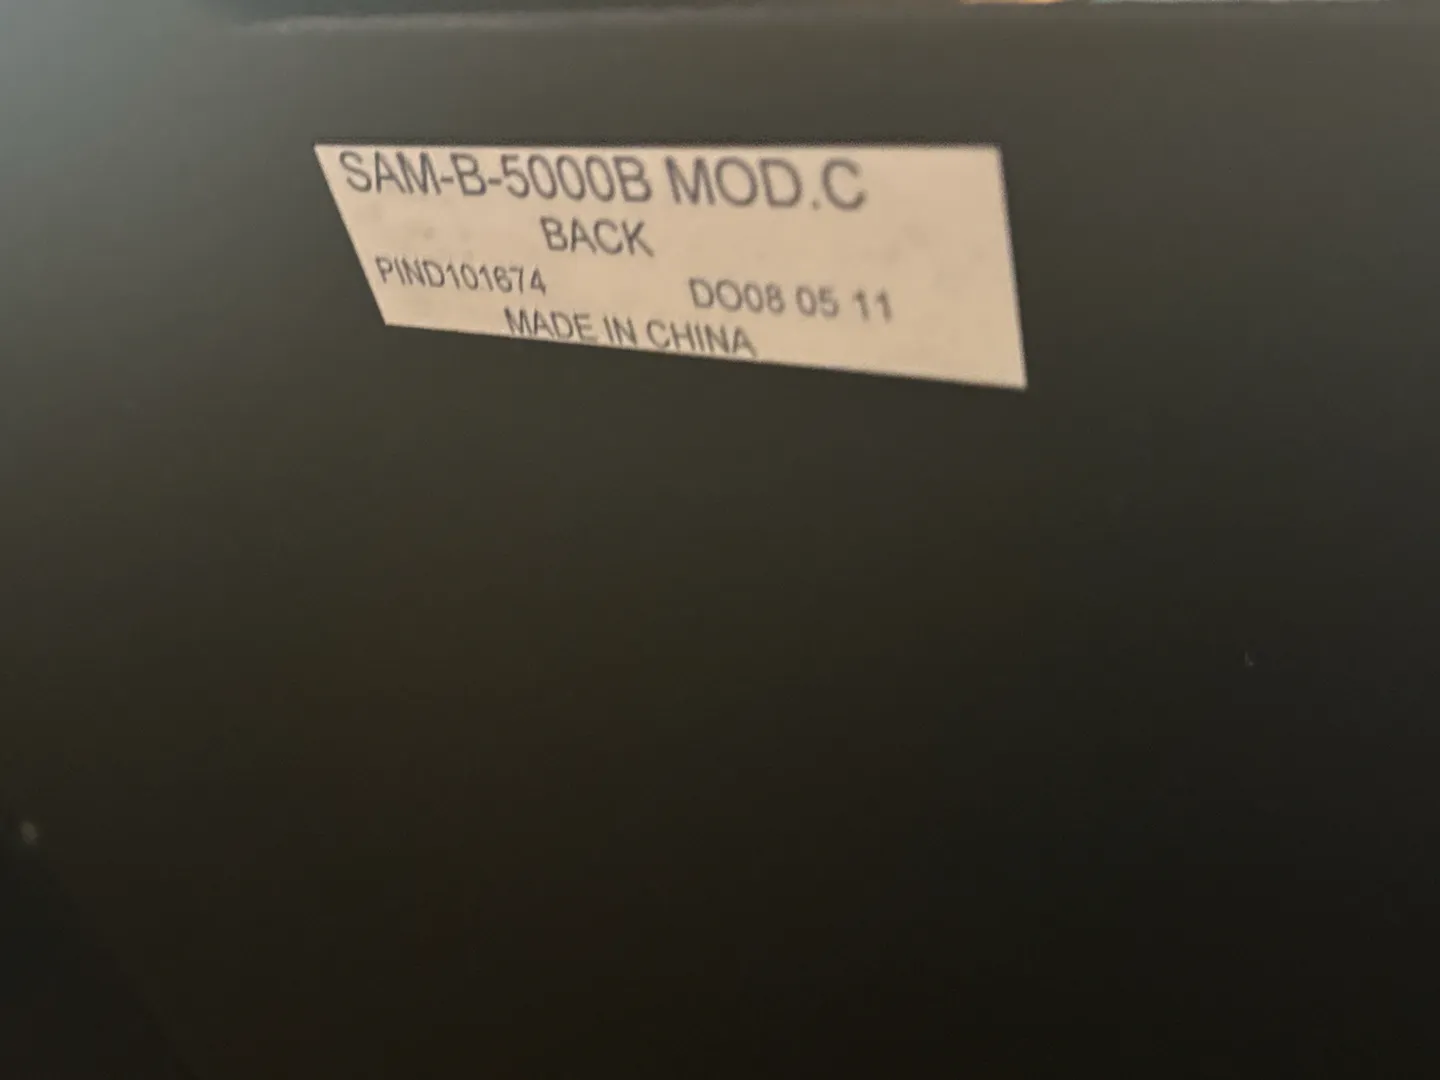 SAM-B-5000B MOD.C
BACK
PIND101674 DO08 05 11
MADE IN CHINA